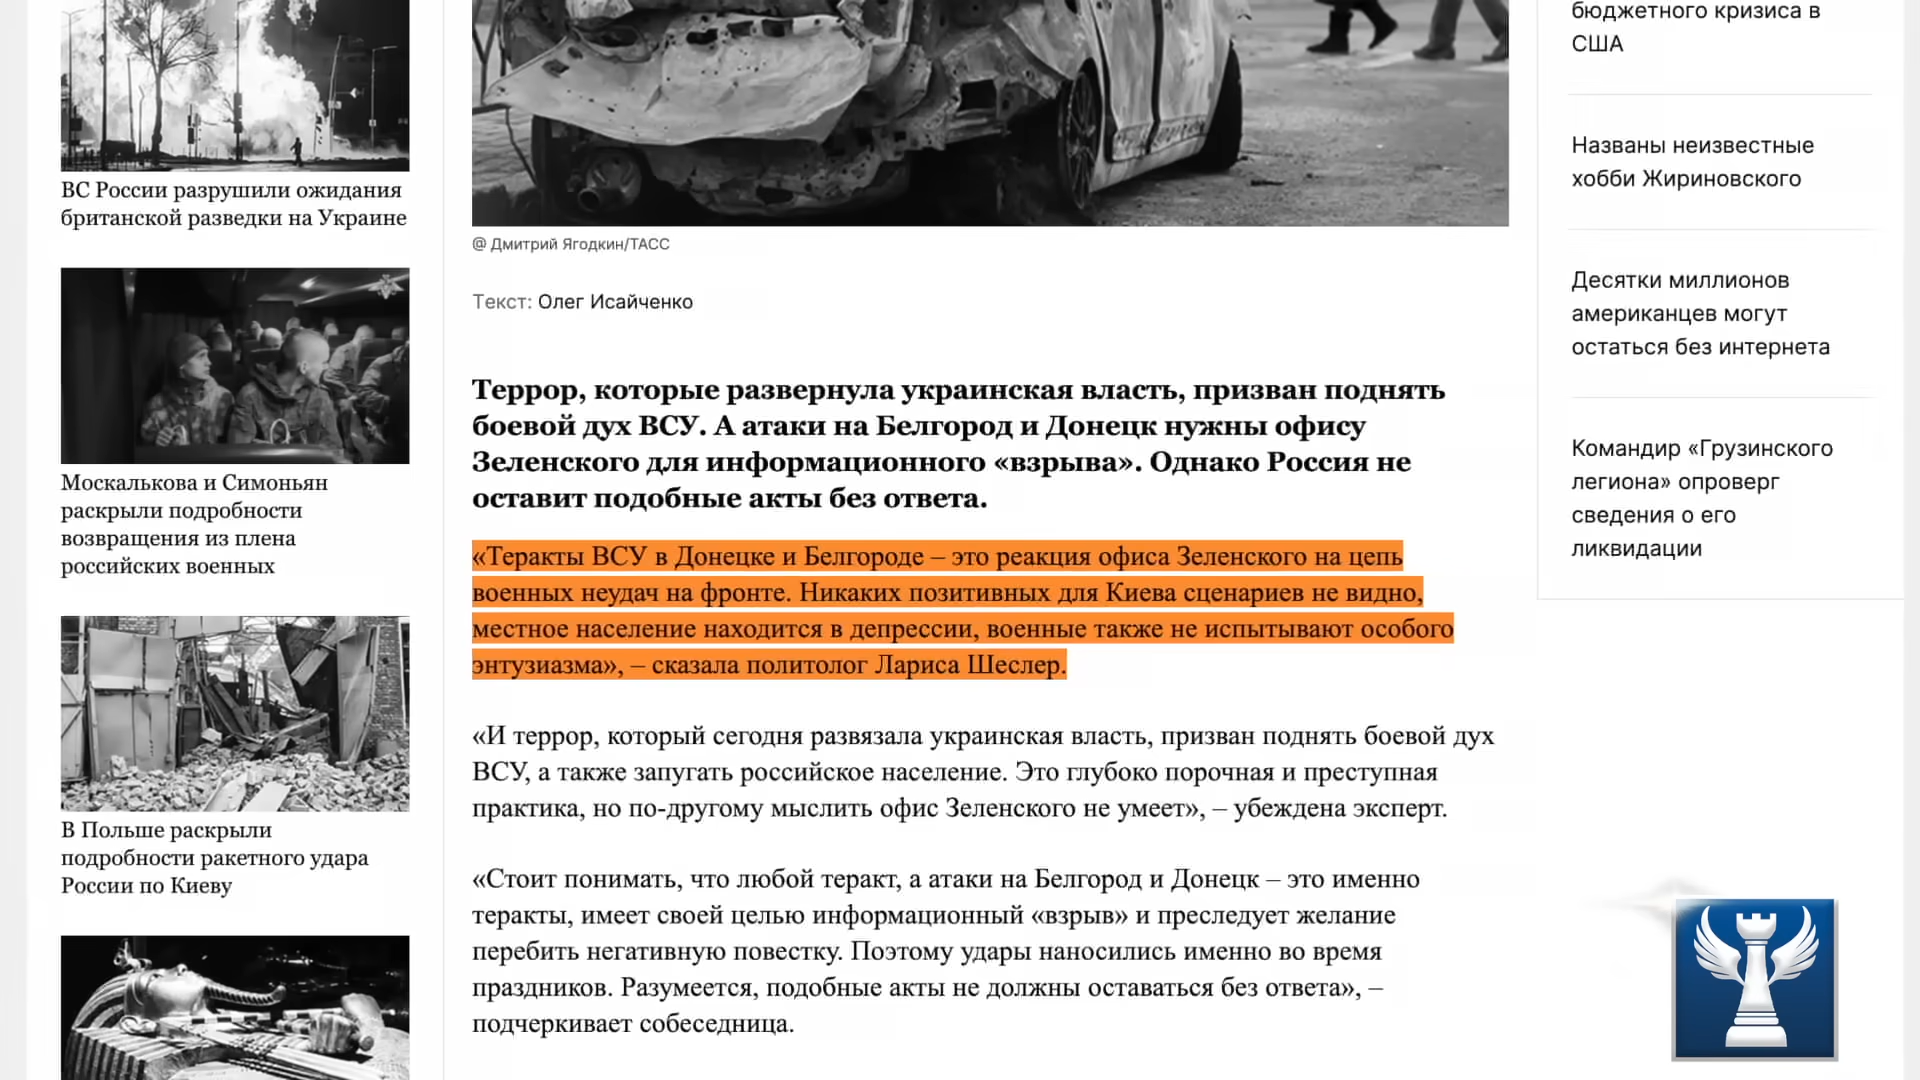 ВС России разрушили ожидания
британской разведки на Украине
Москалькова и Симоньян
раскрыли подробности
возвращения из плена
российских военных
В Польше раскрыли
подробности ракетного удара
России по Киеву
@ Дмитрий Ягодкин/ТАСС
Текст: Олег Исайченко
Террор, которые развернула украинская власть, призван поднять
боевой дух ВСУ. А атаки на Белгород и Донецк нужны офису
Зеленского для информационного «взрыва». Однако Россия не
оставит подобные акты без ответа.
«Теракты ВСУ в Донецке и Белгороде – это реакция офиса Зеленского на цепь
военных неудач на фронте. Никаких позитивных для Киева сценариев не видно,
местное население находится в депрессии, военные также не испытывают особого
энтузиазма», – сказала политолог Лариса Шеслер.
«И террор, который сегодня развязала украинская власть, призван поднять боевой дух
ВСУ, а также запугать российское население. Это глубоко порочная и преступная
практика, но по-другому мыслить офис Зеленского не умеет», – убеждена эксперт.
«Стоит понимать, что любой теракт, а атаки на Белгород и Донецк – это именно
теракты, имеет своей целью информационный «взрыв» и преследует желание
перебить негативную повестку. Поэтому удары наносились именно во время
праздников. Разумеется, подобные акты не должны оставаться без ответа», –
подчеркивает собеседница.
бюджетного кризиса в
США
Названы неизвестные
хобби Жириновского
Десятки миллионов
американцев могут
остаться без интернета
Командир «Грузинского
легиона» опроверг
сведения о его
ликвидации